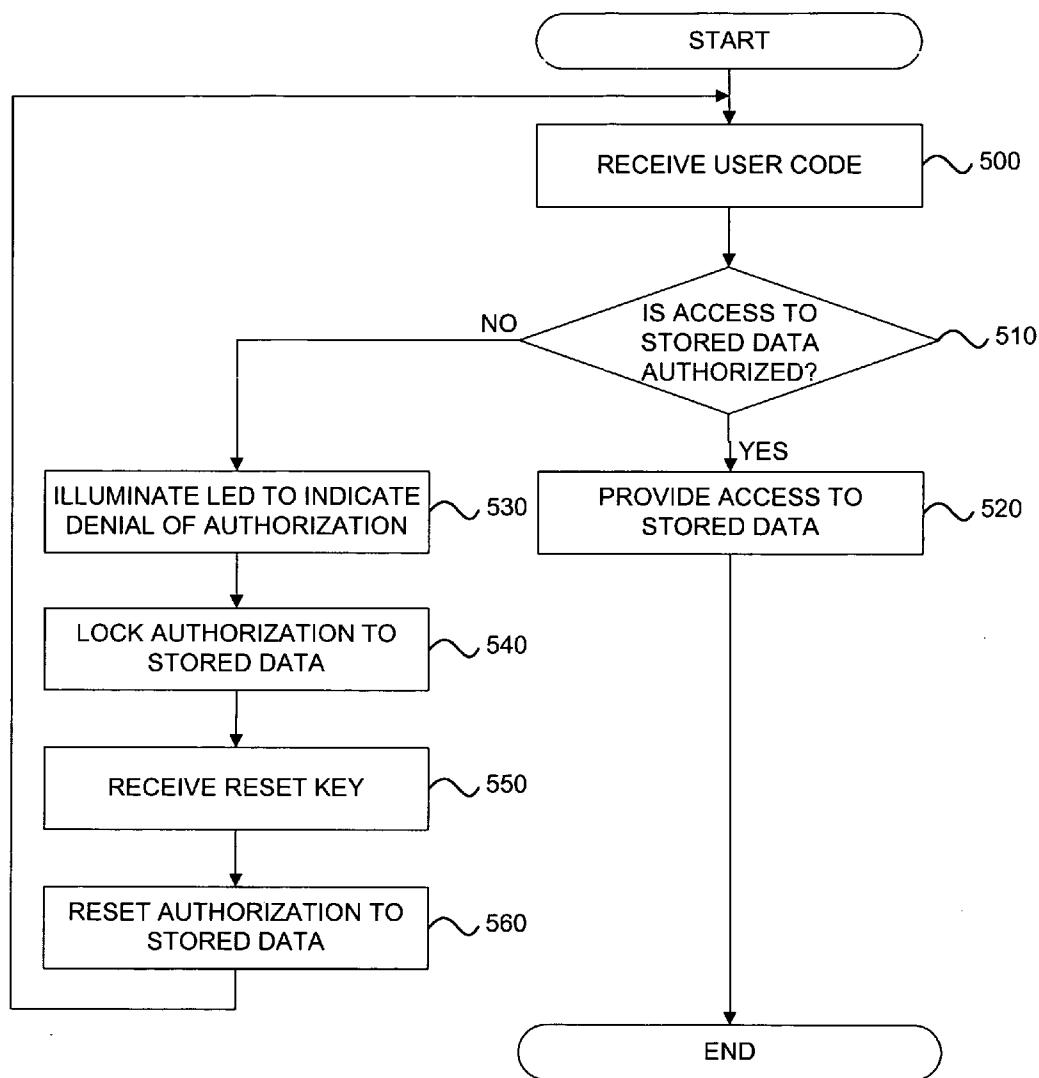 START
RECEIVE USER CODE
500
IS ACCESS TO
STORED DATA
AUTHORIZED?
510
NO
YES
ILLUMINATE LED TO INDICATE
DENIAL OF AUTHORIZATION
530
PROVIDE ACCESS TO
STORED DATA
520
LOCK AUTHORIZATION TO
STORED DATA
540
RECEIVE RESET KEY
550
RESET AUTHORIZATION TO
STORED DATA
560
END